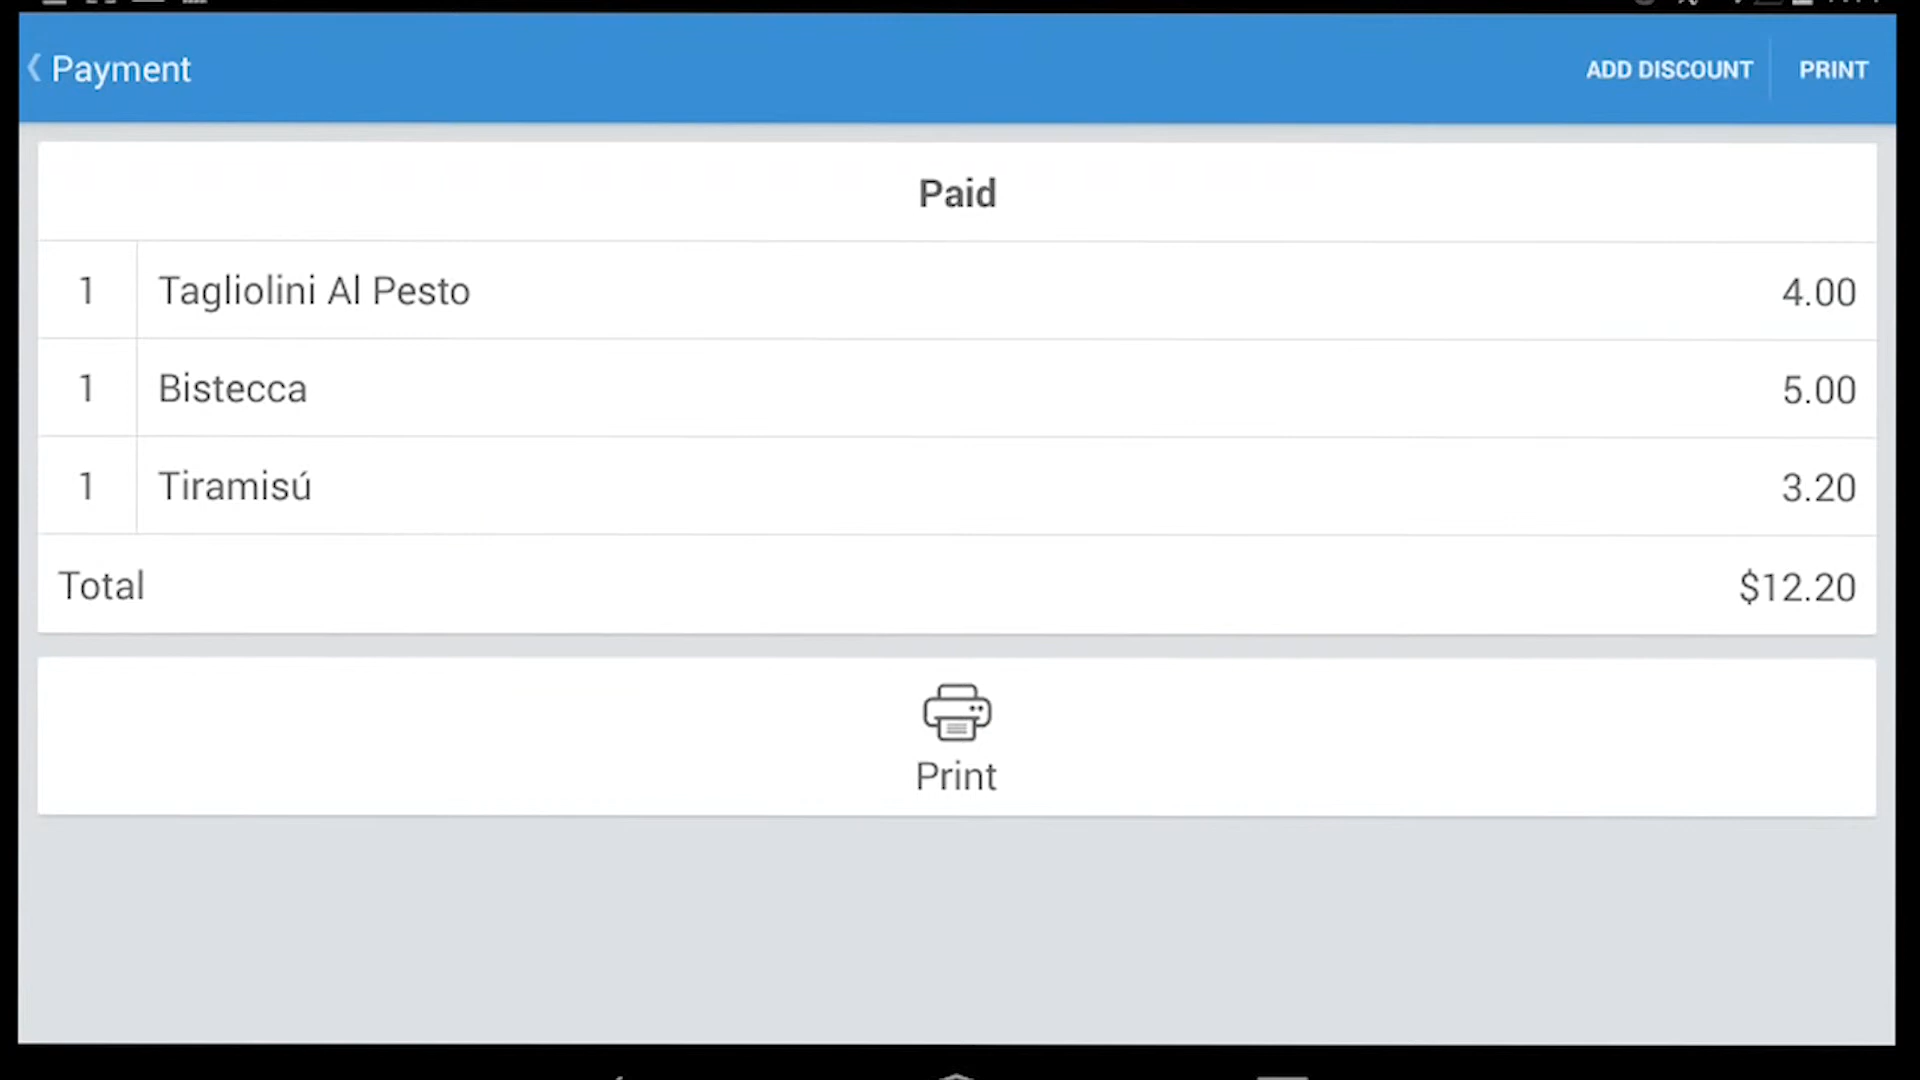 Payment
ADD DISCOUNT
PRINT
Paid
1 Tagliolini Al Pesto 4.00
1 Bistecca 5.00
1 Tiramisú 3.20
Total $12.20
Print